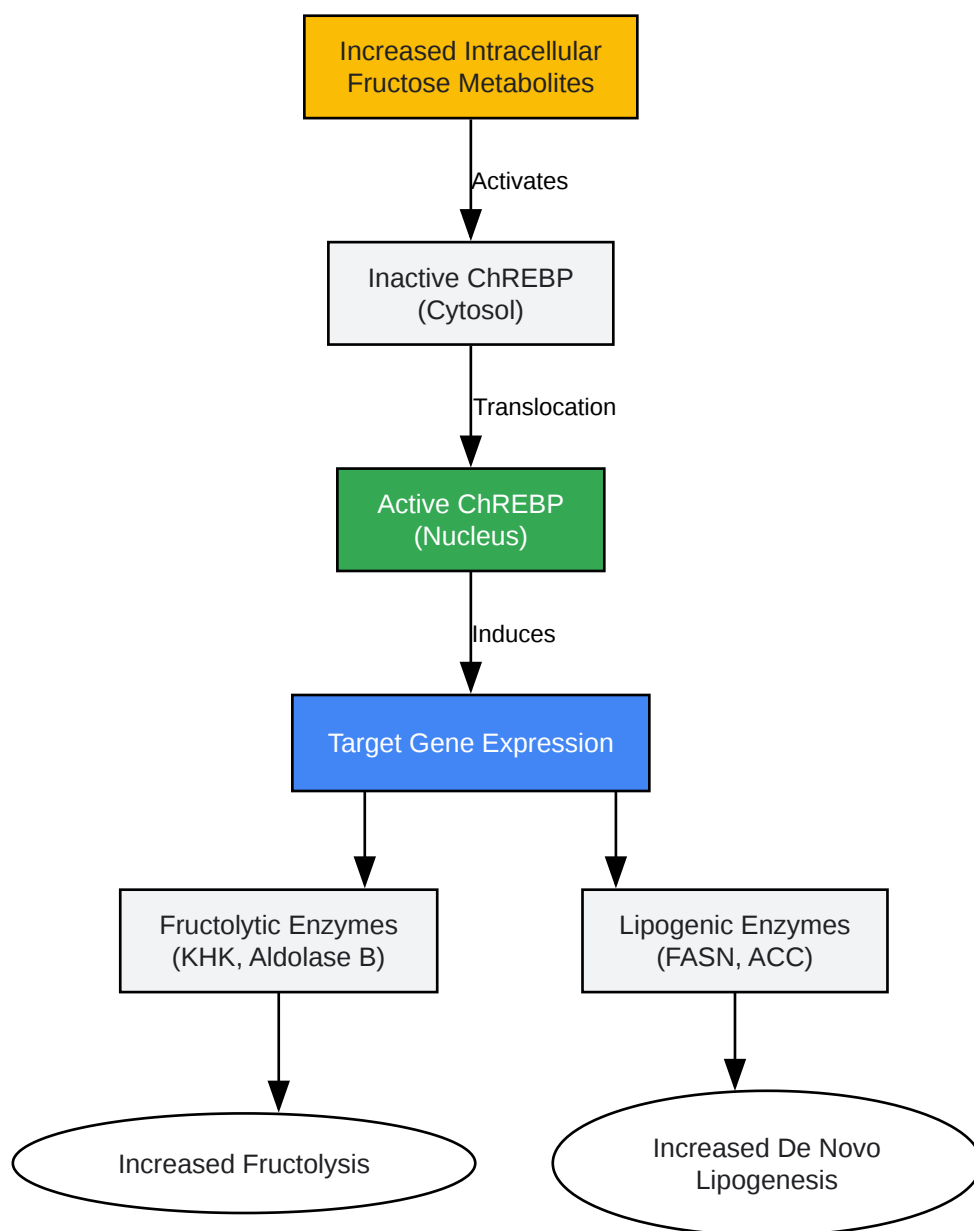 Increased Intracellular
Fructose Metabolites
Activates
Inactive ChREBP
(Cytosol)
Translocation
Active ChREBP
(Nucleus)
Induces
Target Gene Expression
Fructolytic Enzymes
(KHK, Aldolase B)
Lipogenic Enzymes
(FASN, ACC)
Increased Fructolysis
Increased De Novo
Lipogenesis